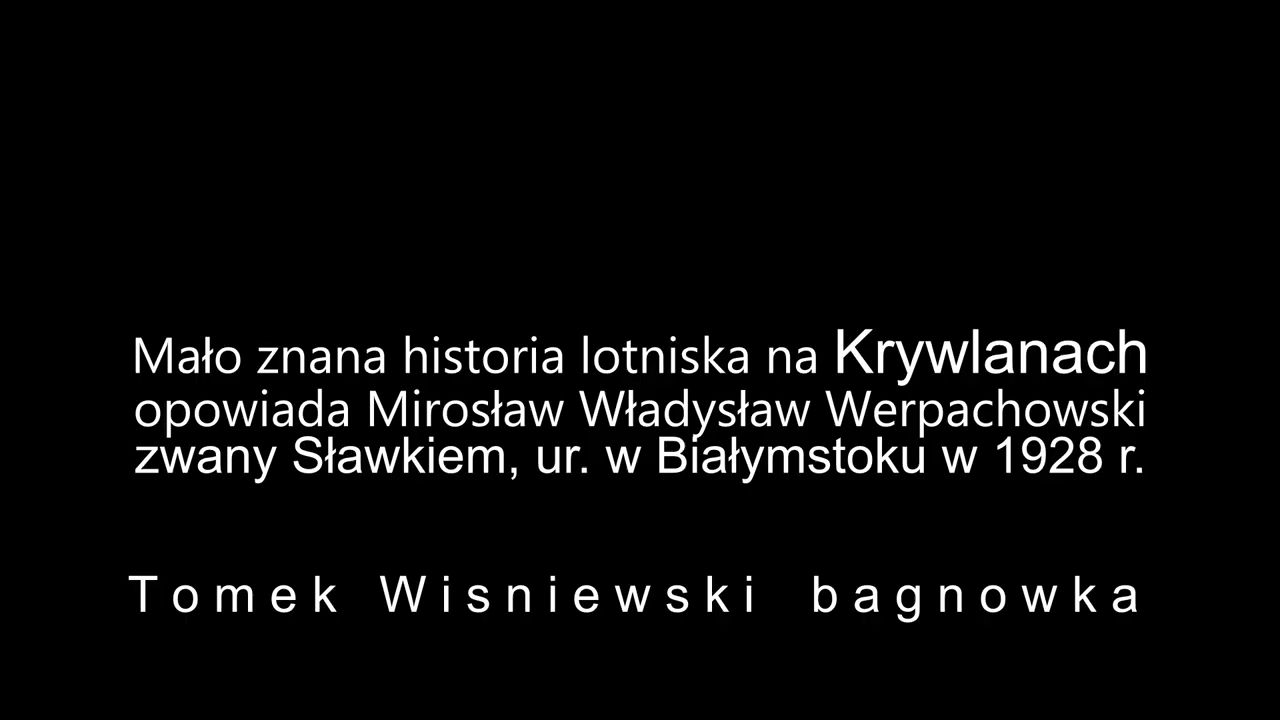 Mało znana historia lotniska na Krywlanach
opowiada Mirosław Władysław Werpachowski
zwany Sławkiem, ur. w Białymstoku w 1928 r.
Tomek Wisniewski bagnowka